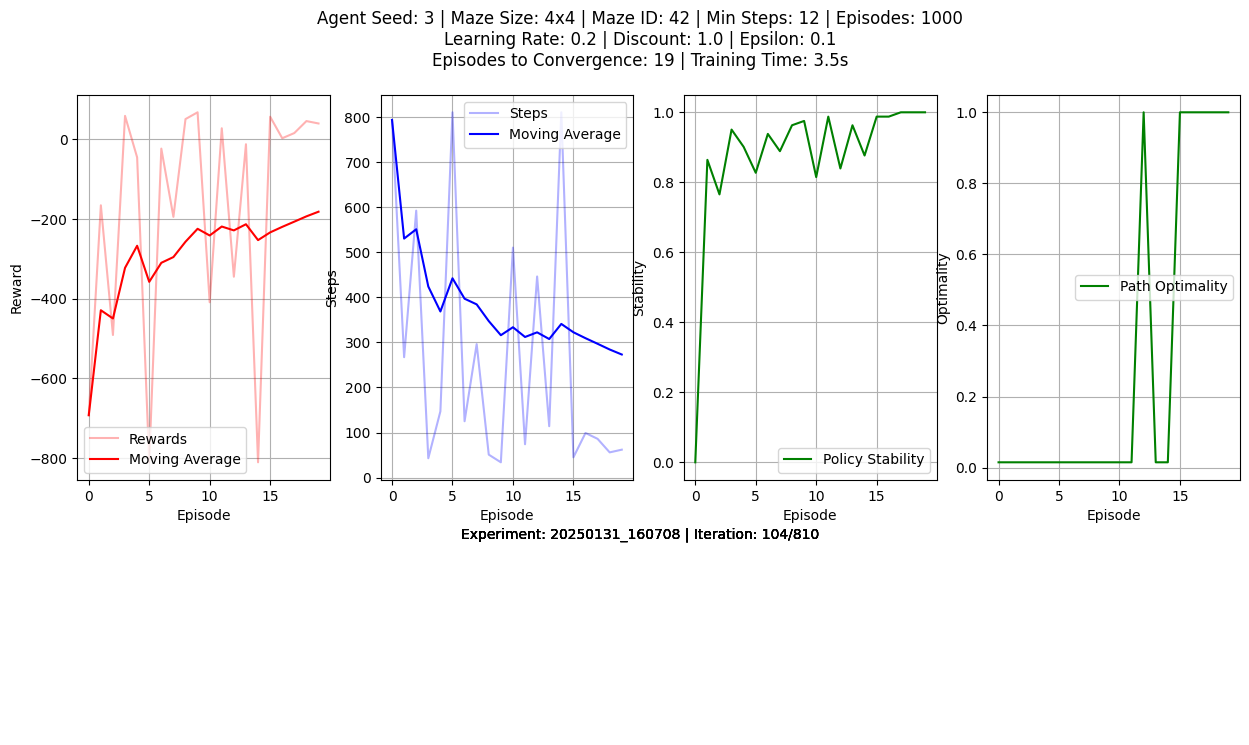 Agent Seed: 3 | Maze Size: 4x4 | Maze ID: 42 | Min Steps: 12 | Episodes: 1000
Learning Rate: 0.2 | Discount: 1.0 | Epsilon: 0.1
Episodes to Convergence: 19 | Training Time: 3.5s
Reward
0
−200
−400
−600
−800
Rewards
Moving Average
0 5 10 15
Episode
Steps
800
700
600
500
400
300
200
100
0
Steps
Moving Average
0 5 10 15
Episode
Stability
1.0
0.8
0.6
0.4
0.2
0.0
Policy Stability
0 5 10 15
Episode
Optimality
1.0
0.8
0.6
0.4
0.2
0.0
Path Optimality
0 5 10 15
Episode
Experiment: 20250131_160708 | Iteration: 104/810